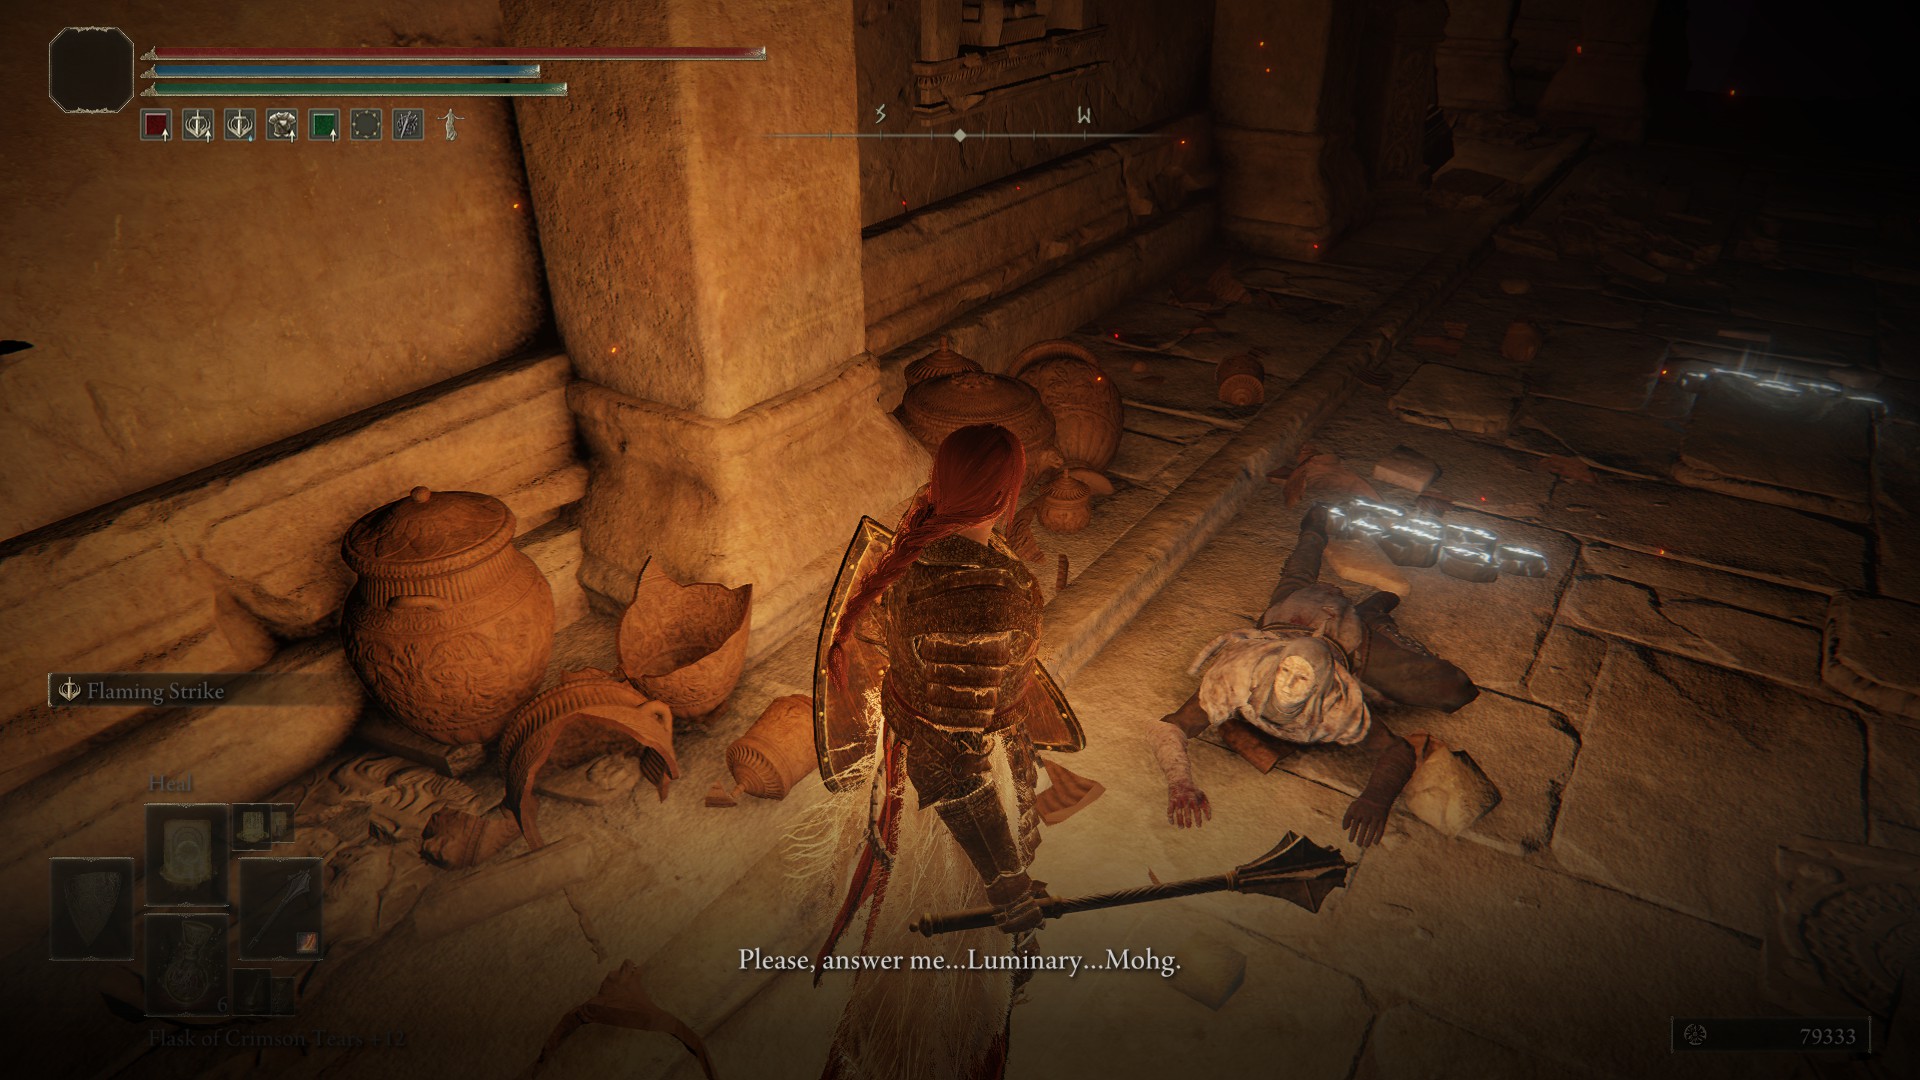 S
W
Flaming Strike
Heal
6
Flask of Crimson Tears +12
Please, answer me...Luminary...Mohg.
79333